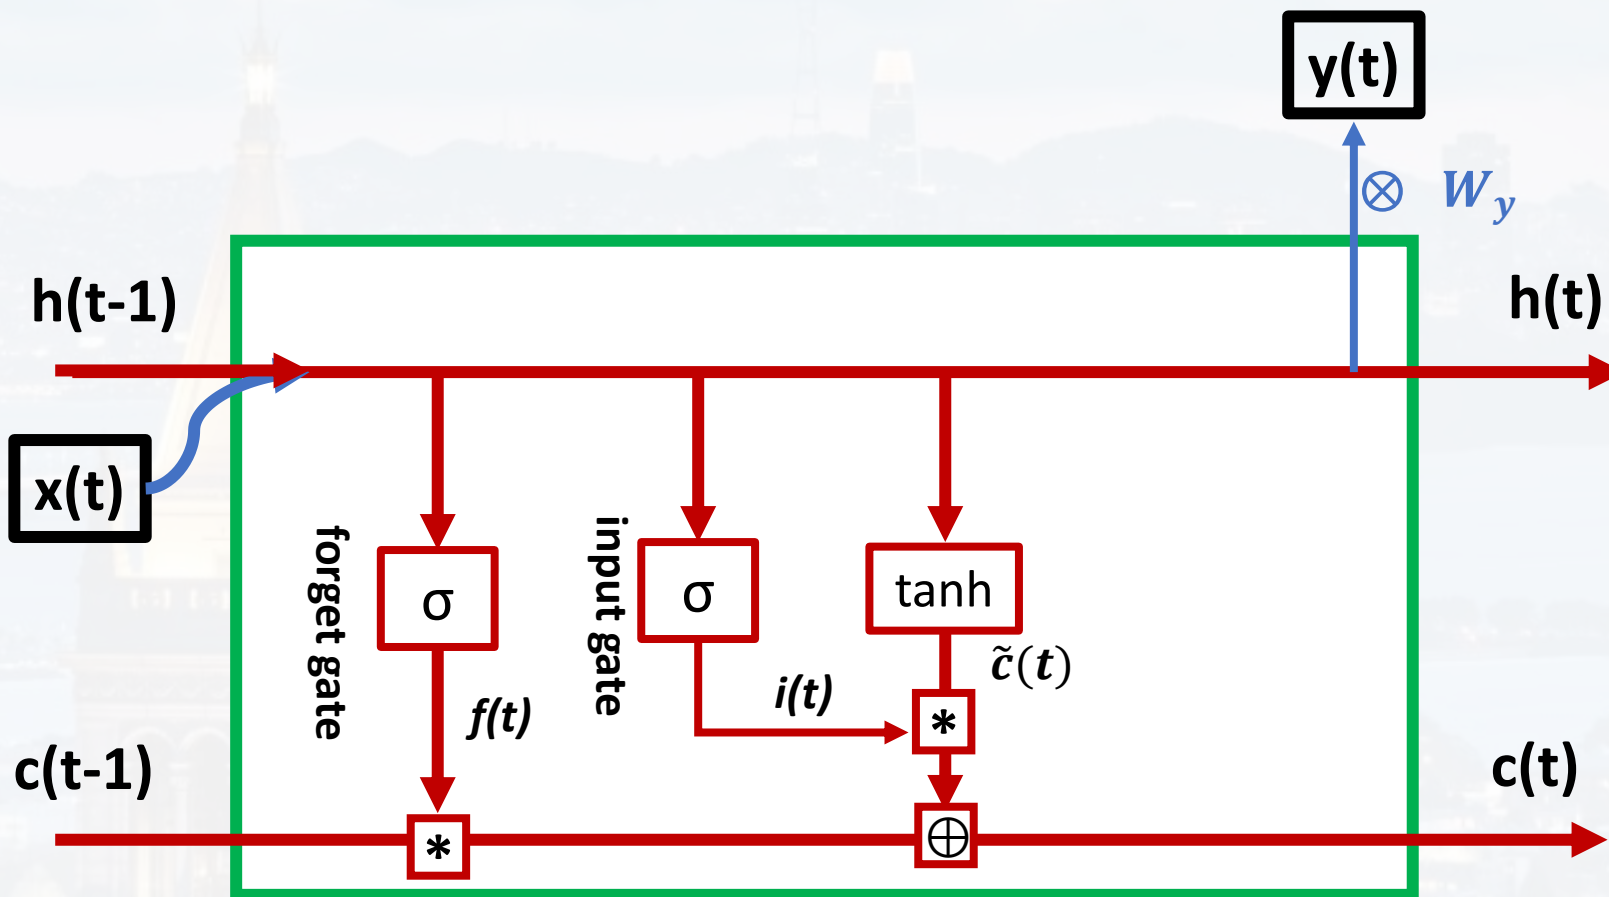 y(t)
⊗ W_y
h(t-1)
h(t)
x(t)
forget gate
σ
input gate
σ
tanh
c̃(t)
f(t)
i(t)
*
c(t-1)
c(t)
*
⊕